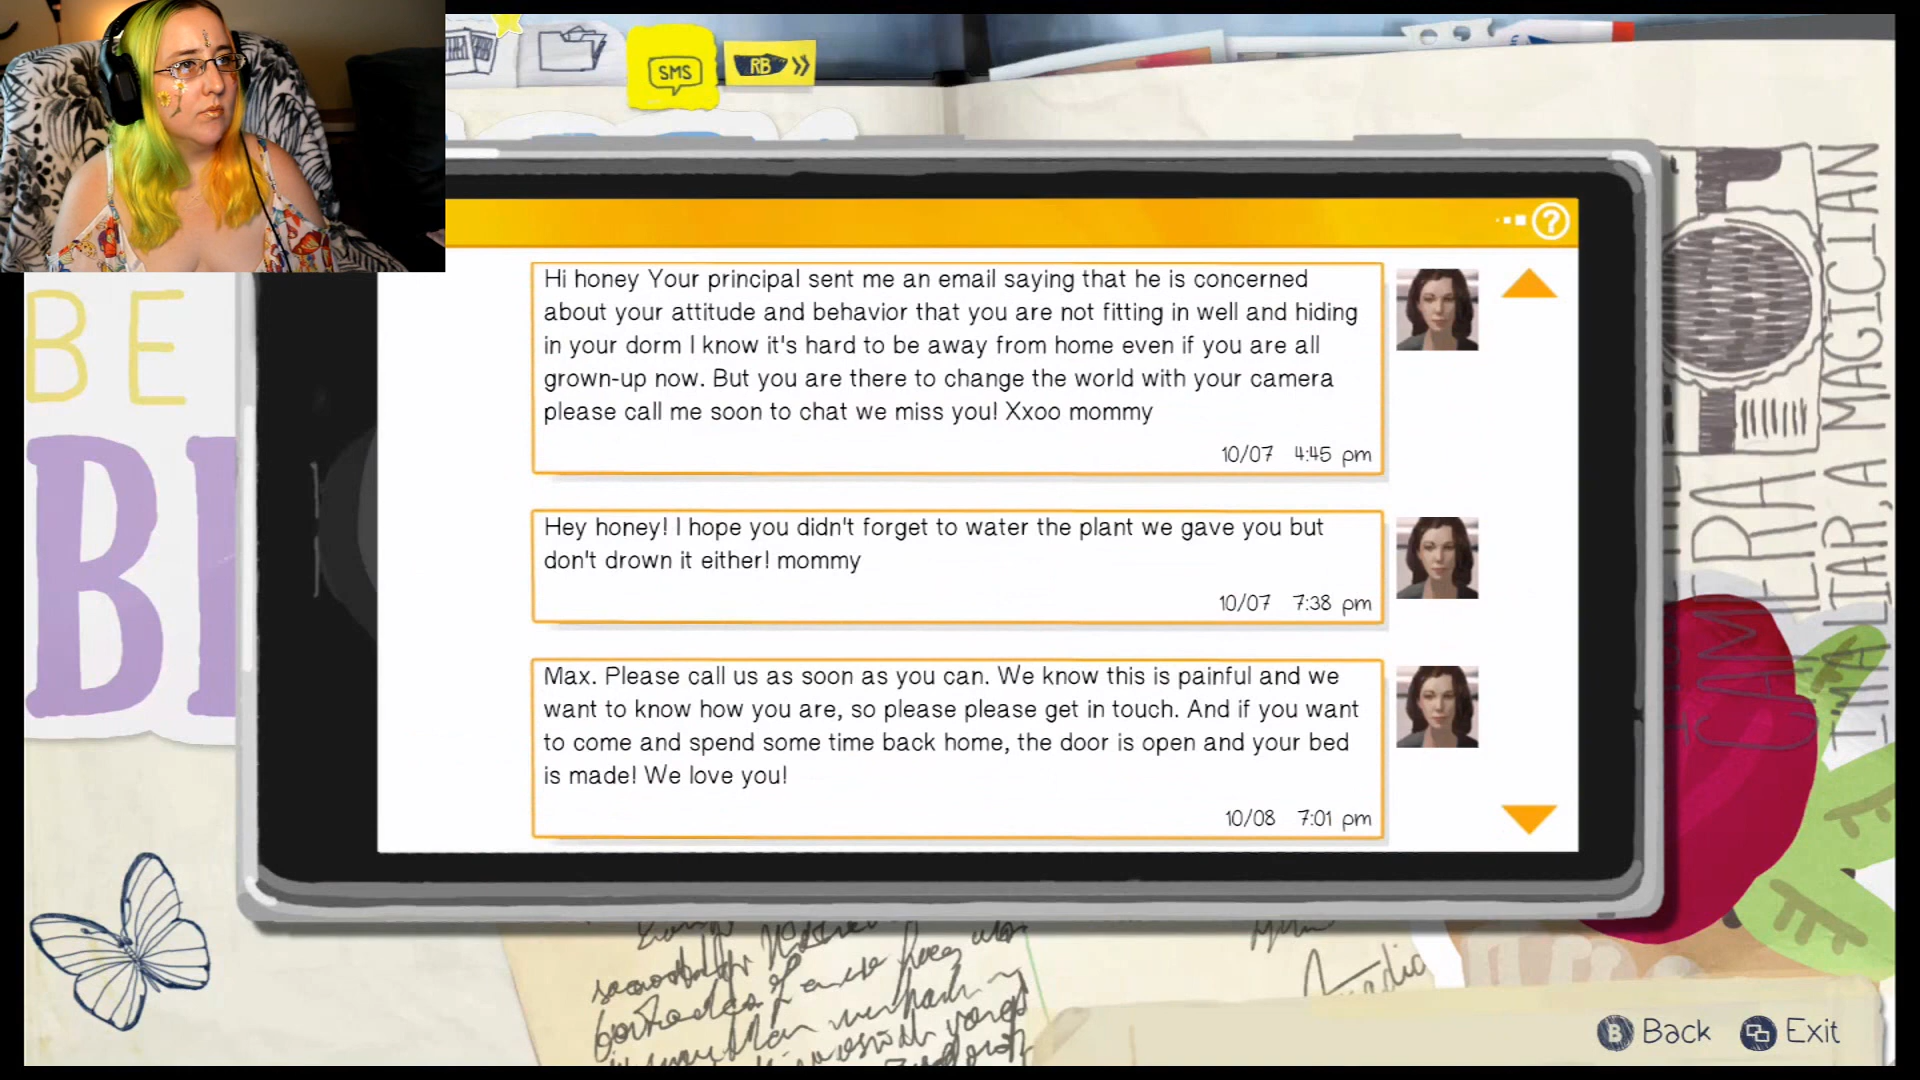 SMS
RB
Hi honey Your principal sent me an email saying that he is concerned
about your attitude and behavior that you are not fitting in well and hiding
in your dorm I know it's hard to be away from home even if you are all
grown-up now. But you are there to change the world with your camera
please call me soon to chat we miss you! Xxoo mommy
10/07 4:45 pm
Hey honey! I hope you didn't forget to water the plant we gave you but
don't drown it either! mommy
10/07 7:38 pm
Max. Please call us as soon as you can. We know this is painful and we
want to know how you are, so please please get in touch. And if you want
to come and spend some time back home, the door is open and your bed
is made! We love you!
10/08 7:01 pm
BE
CAMERA
I'M A LIAR, A MAGICIAN
B Back
Exit